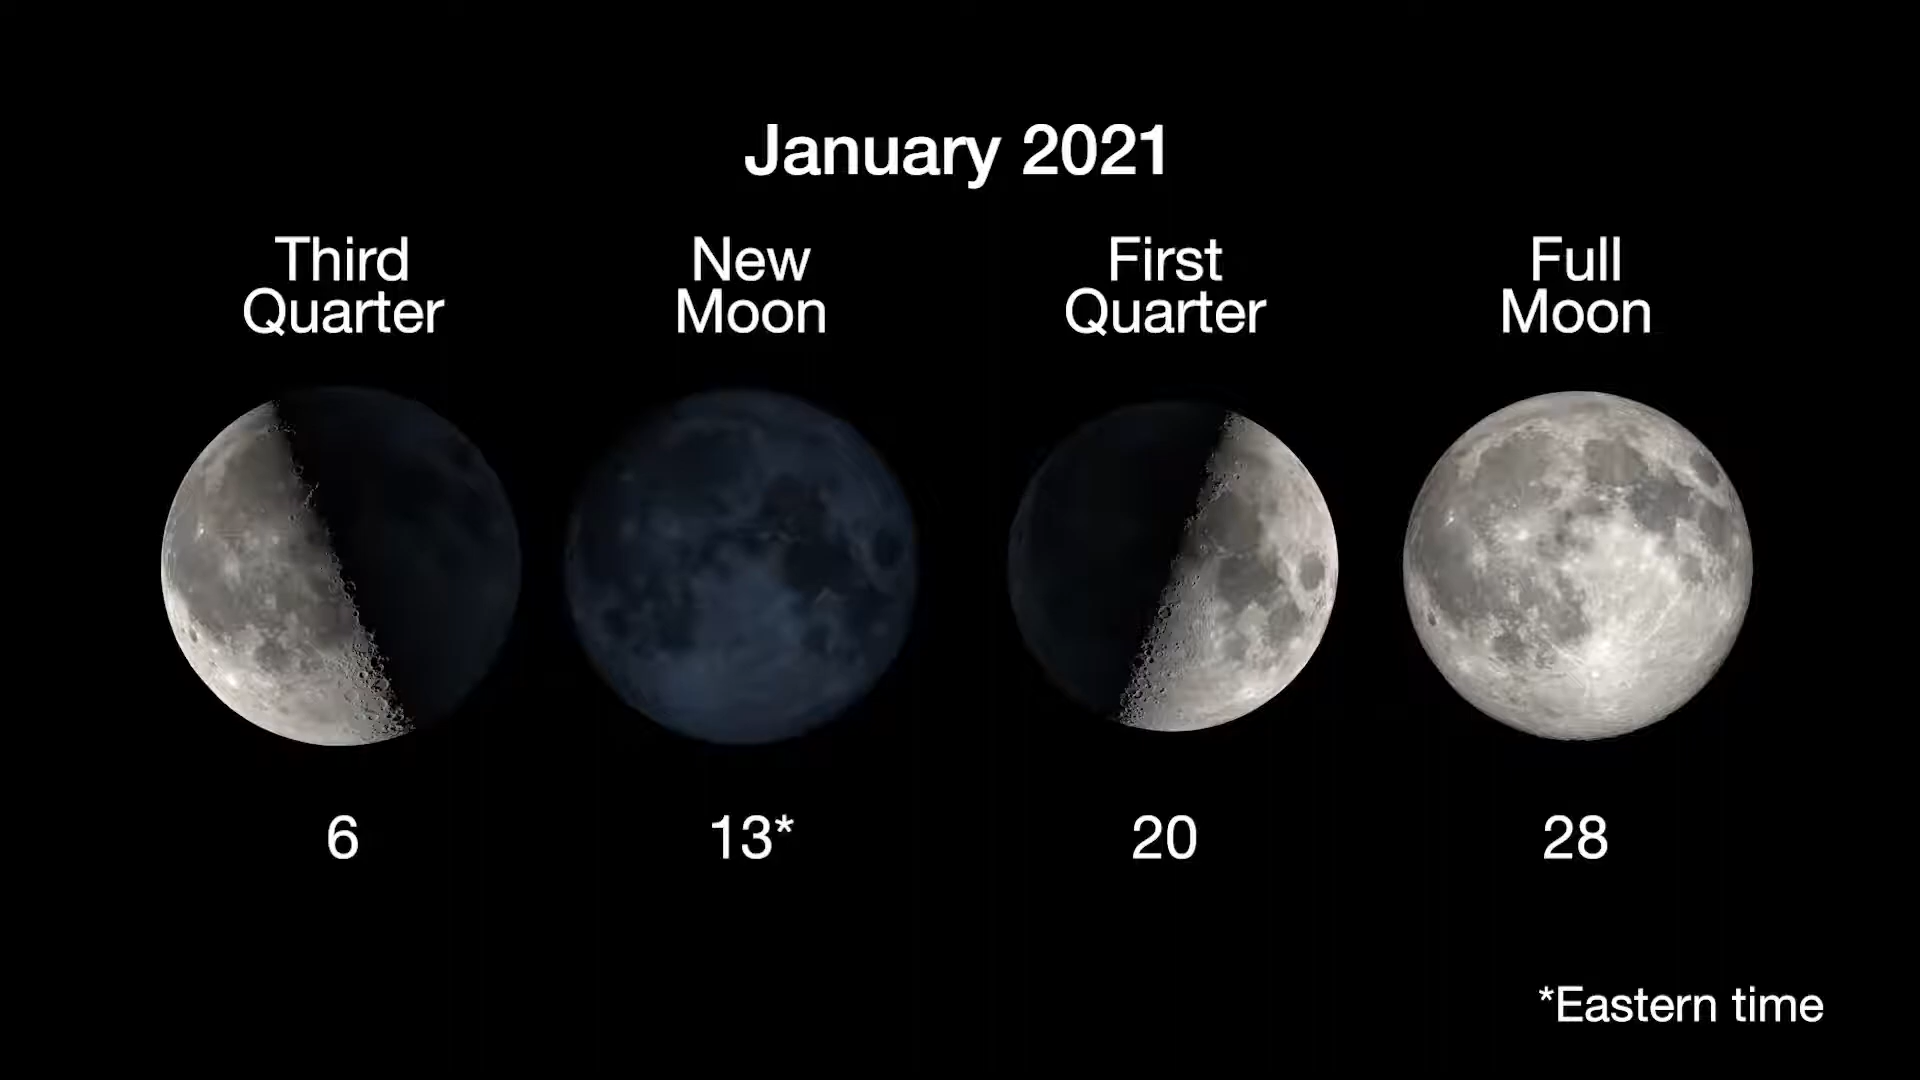 January 2021
Third
Quarter
New
Moon
First
Quarter
Full
Moon
6
13*
20
28
*Eastern time